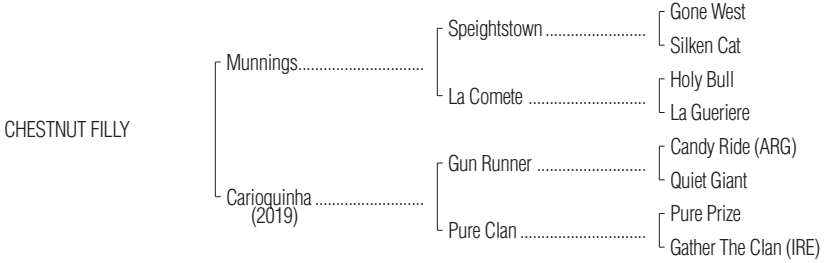 Gone West
Speightstown ........................
Silken Cat
Munnings..............................
Holy Bull
La Comete ............................
La Gueriere
CHESTNUT FILLY
Candy Ride (ARG)
Gun Runner ..........................
Quiet Giant
Carioquinha ..........................
(2019)
Pure Prize
Pure Clan ..............................
Gather The Clan (IRE)